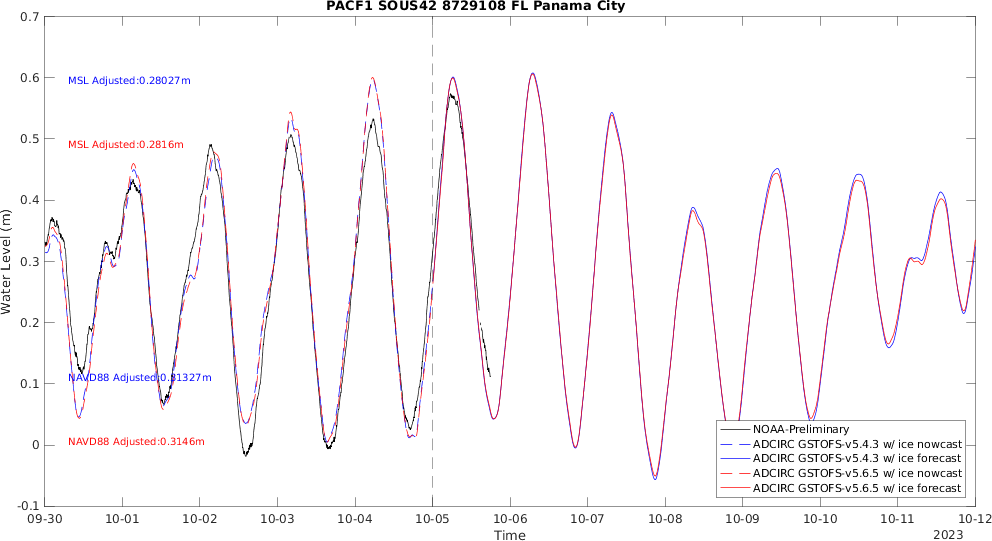 PACF1 SOUS42 8729108 FL Panama City
0.7
0.6
0.5
0.4
0.3
0.2
0.1
0
-0.1
Water Level (m)
MSL Adjusted:0.28027m
MSL Adjusted:0.2816m
NAVD88 Adjusted:0.31327m
NAVD88 Adjusted:0.3146m
NOAA-Preliminary
ADCIRC GSTOFS-v5.4.3 w/ ice nowcast
ADCIRC GSTOFS-v5.4.3 w/ ice forecast
ADCIRC GSTOFS-v5.6.5 w/ ice nowcast
ADCIRC GSTOFS-v5.6.5 w/ ice forecast
09-30 10-01 10-02 10-03 10-04 10-05 10-06 10-07 10-08 10-09 10-10 10-11 10-12
Time
2023